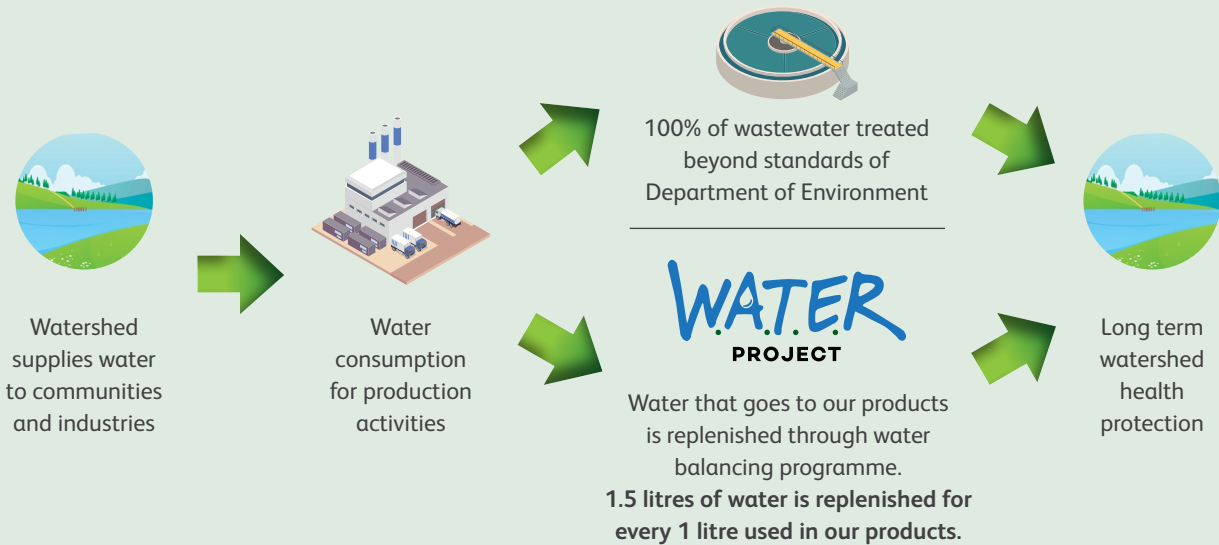 Watershed
supplies water
to communities
and industries
Water
consumption
for production
activities
100% of wastewater treated
beyond standards of
Department of Environment
W.A.T.E.R.
PROJECT
Water that goes to our products
is replenished through water
balancing programme.
1.5 litres of water is replenished for
every 1 litre used in our products.
Long term
watershed
health
protection